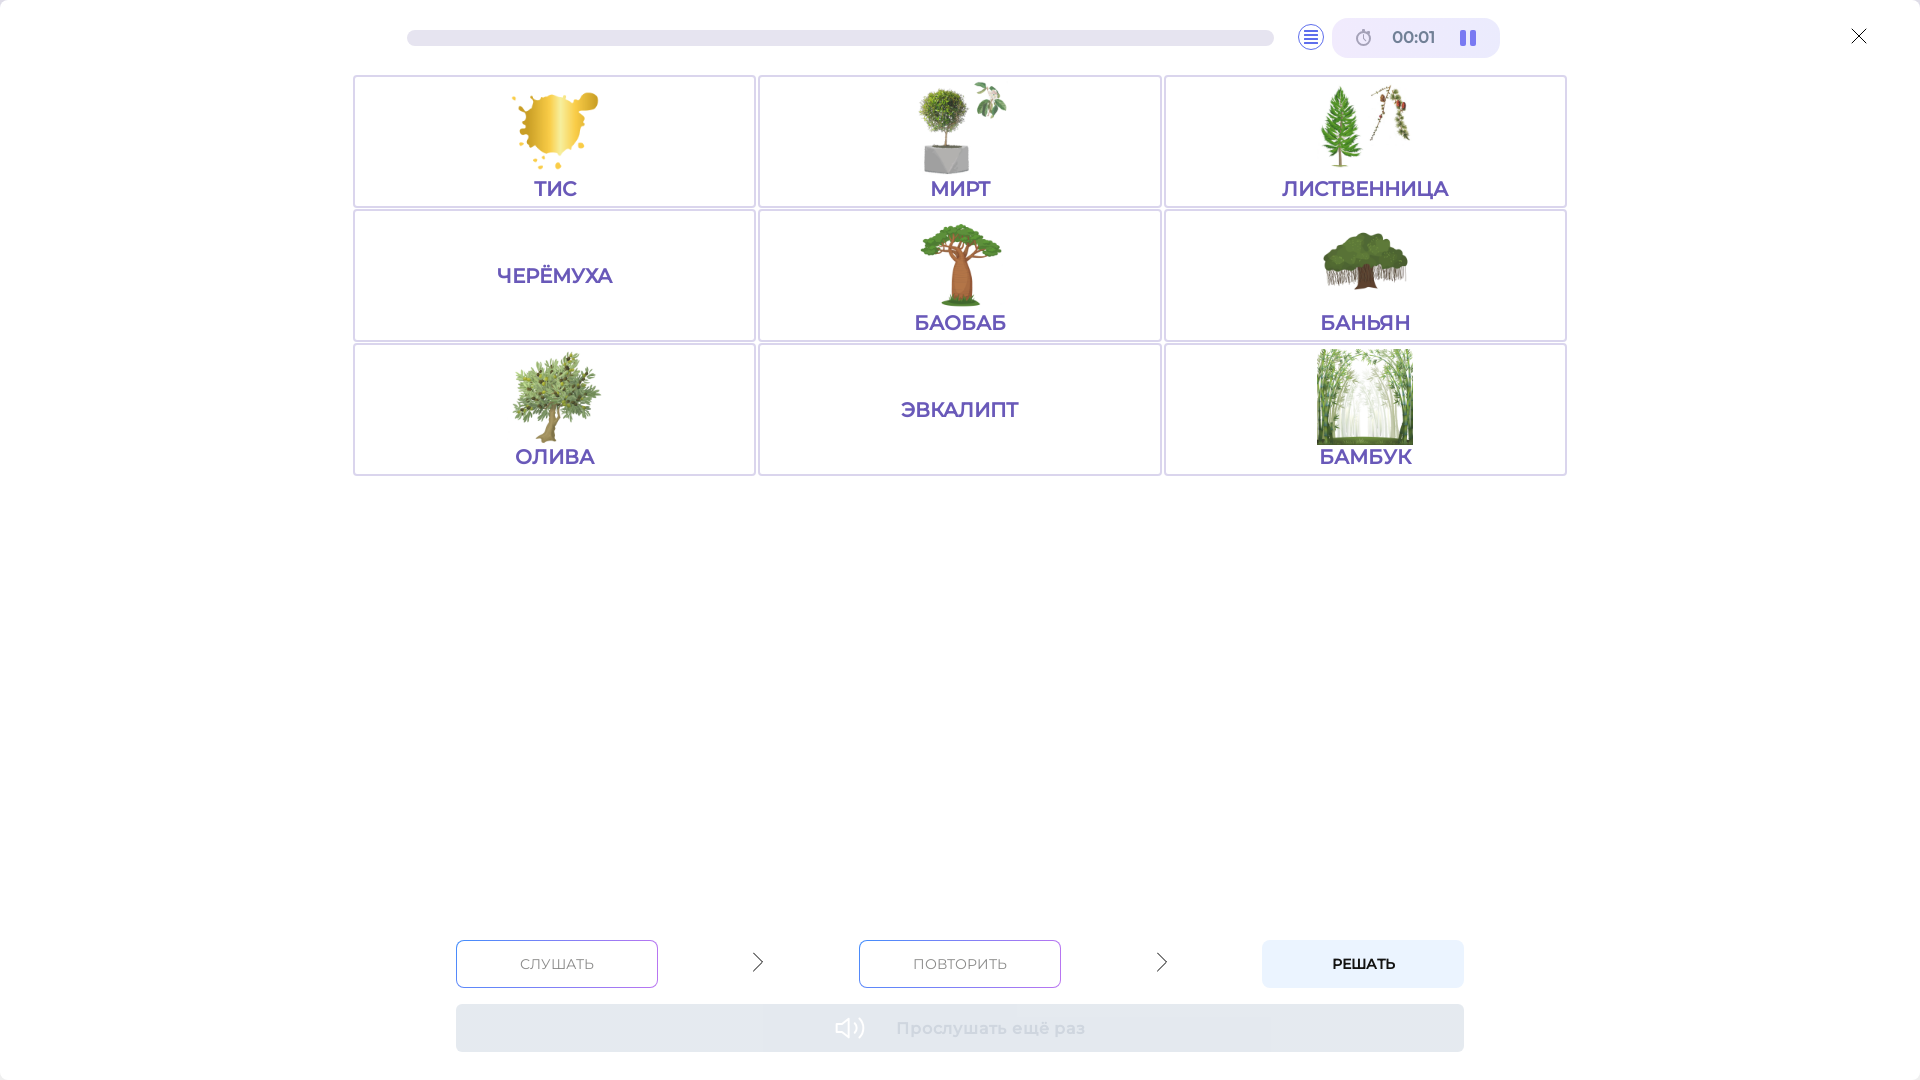 00:01
ТИС
МИРТ
ЛИСТВЕННИЦА
ЧЕРЁМУХА
БАОБАБ
БАНЬЯН
ОЛИВА
ЭВКАЛИПТ
БАМБУК
СЛУШАТЬ
ПОВТОРИТЬ
РЕШАТЬ
Прослушать ещё раз